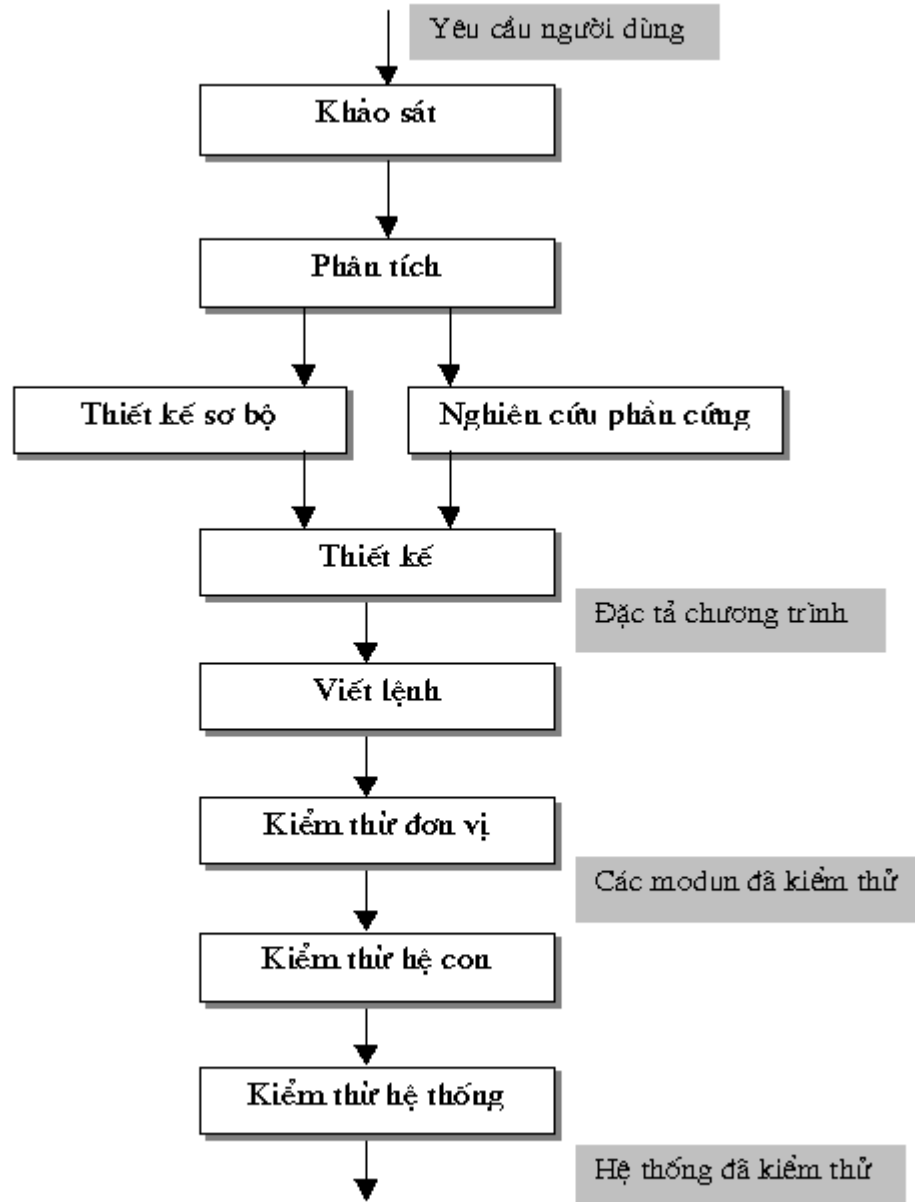 Yêu cầu người dùng
Khảo sát
Phân tích
Thiết kế sơ bộ
Nghiên cứu phần cứng
Thiết kế
Đặc tả chương trình
Viết lệnh
Kiểm thử đơn vị
Các modun đã kiểm thử
Kiểm thử hệ con
Kiểm thử hệ thống
Hệ thống đã kiểm thử